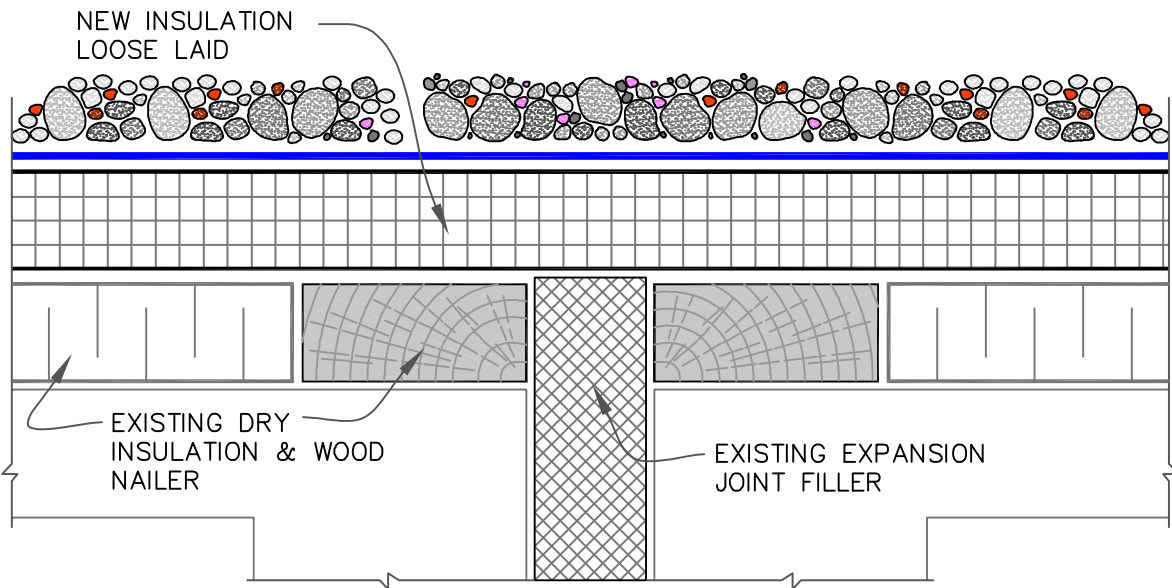 NEW INSULATION
LOOSE LAID
EXISTING DRY
INSULATION & WOOD
NAILER
EXISTING EXPANSION
JOINT FILLER